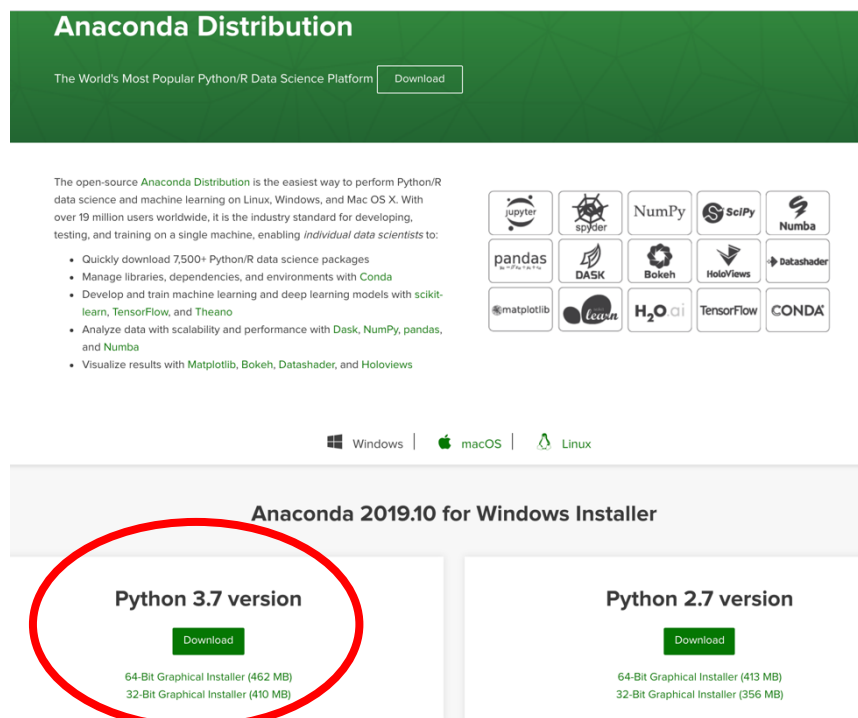 Anaconda Distribution
The World's Most Popular Python/R Data Science Platform Download
The open-source Anaconda Distribution is the easiest way to perform Python/R
data science and machine learning on Linux, Windows, and Mac OS X. With
over 19 million users worldwide, it is the industry standard for developing,
testing, and training on a single machine, enabling individual data scientists to:
• Quickly download 7,500+ Python/R data science packages
• Manage libraries, dependencies, and environments with Conda
• Develop and train machine learning and deep learning models with scikit-
learn, TensorFlow, and Theano
• Analyze data with scalability and performance with Dask, NumPy, pandas,
and Numba
• Visualize results with Matplotlib, Bokeh, Datashader, and Holoviews
jupyter spyder NumPy SciPy Numba
pandas DASK Bokeh HoloViews Datashader
matplotlib learn H2O.ai TensorFlow CONDA
Windows | macOS | Linux
Anaconda 2019.10 for Windows Installer
Python 3.7 version
Download
64-Bit Graphical Installer (462 MB)
32-Bit Graphical Installer (410 MB)
Python 2.7 version
Download
64-Bit Graphical Installer (413 MB)
32-Bit Graphical Installer (356 MB)